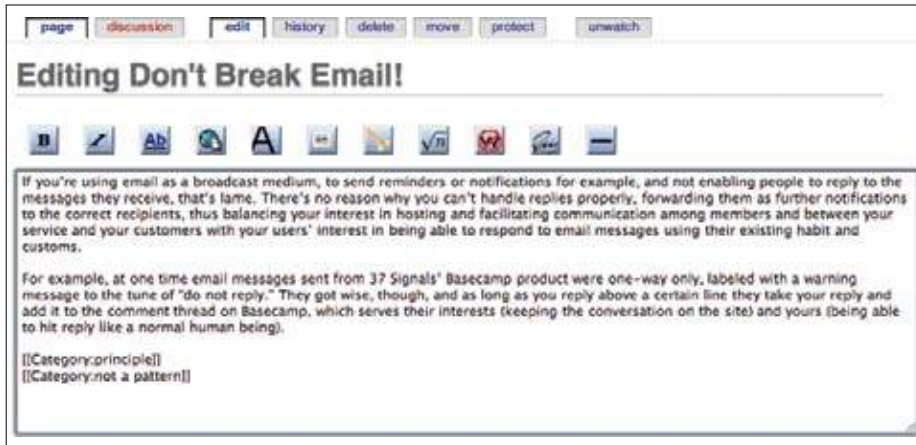 page discussion edit history delete move protect unwatch
Editing Don't Break Email!
B Ab A √n W
If you're using email as a broadcast medium, to send reminders or notifications for example, and not enabling people to reply to the
messages they receive, that's lame. There's no reason why you can't handle replies properly, forwarding them as further notifications
to the correct recipients, thus balancing your interest in hosting and facilitating communication among members and between your
service and your customers with your users' interest in being able to respond to email messages using their existing habit and
customs.
For example, at one time email messages sent from 37 Signals' Basecamp product were one-way only, labeled with a warning
message to the tune of "do not reply." They got wise, though, and as long as you reply above a certain line they take your reply and
add it to the comment thread on Basecamp, which serves their interests (keeping the conversation on the site) and yours (being able
to hit reply like a normal human being).
[[Category:principle]]
[[Category:not a pattern]]